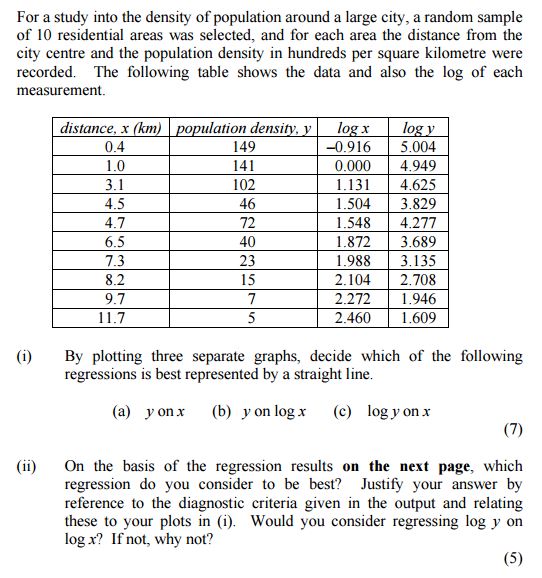 For a study into the density of population around a large city, a random sample
of 10 residential areas was selected, and for each area the distance from the
city centre and the population density in hundreds per square kilometre were
recorded. The following table shows the data and also the log of each
measurement.
distance, x (km) population density, y log x log y
0.4 149 −0.916 5.004
1.0 141 0.000 4.949
3.1 102 1.131 4.625
4.5 46 1.504 3.829
4.7 72 1.548 4.277
6.5 40 1.872 3.689
7.3 23 1.988 3.135
8.2 15 2.104 2.708
9.7 7 2.272 1.946
11.7 5 2.460 1.609
(i) By plotting three separate graphs, decide which of the following
regressions is best represented by a straight line.
(a) y on x (b) y on log x (c) log y on x
(7)
(ii) On the basis of the regression results on the next page, which
regression do you consider to be best? Justify your answer by
reference to the diagnostic criteria given in the output and relating
these to your plots in (i). Would you consider regressing log y on
log x? If not, why not?
(5)